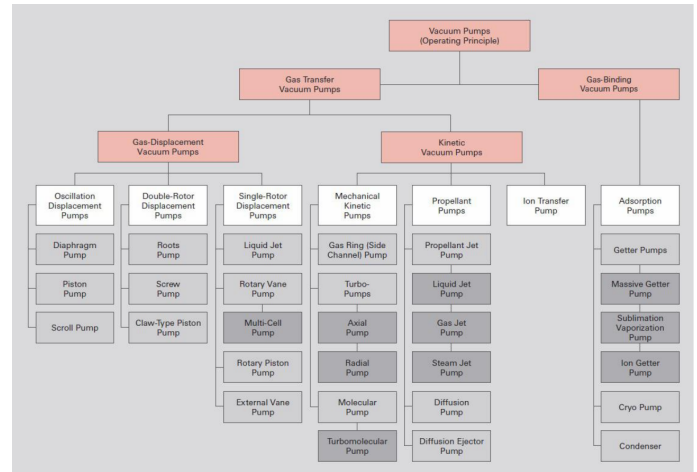 Vacuum Pumps
(Operating Principle)
Gas Transfer
Vacuum Pumps
Gas-Binding
Vacuum Pumps
Gas-Displacement
Vacuum Pumps
Kinetic
Vacuum Pumps
Oscillation
Displacement
Pumps
Double-Rotor
Displacement
Pumps
Single-Rotor
Displacement
Pumps
Mechanical
Kinetic
Pumps
Propellant
Pumps
Ion Transfer
Pump
Adsorption
Pumps
Diaphragm
Pump
Roots
Pump
Liquid Jet
Pump
Gas Ring (Side
Channel) Pump
Propellant Jet
Pump
Getter Pumps
Piston
Pump
Screw
Pump
Rotary Vane
Pump
Turbo-
Pumps
Liquid Jet
Pump
Massive Getter
Pump
Scroll Pump
Claw-Type Piston
Pump
Multi-Cell
Pump
Axial
Pump
Gas Jet
Pump
Sublimation
Vaporization
Pump
Rotary Piston
Pump
Radial
Pump
Steam Jet
Pump
Ion Getter
Pump
External Vane
Pump
Molecular
Pump
Diffusion
Pump
Cryo Pump
Turbomolecular
Pump
Diffusion Ejector
Pump
Condenser